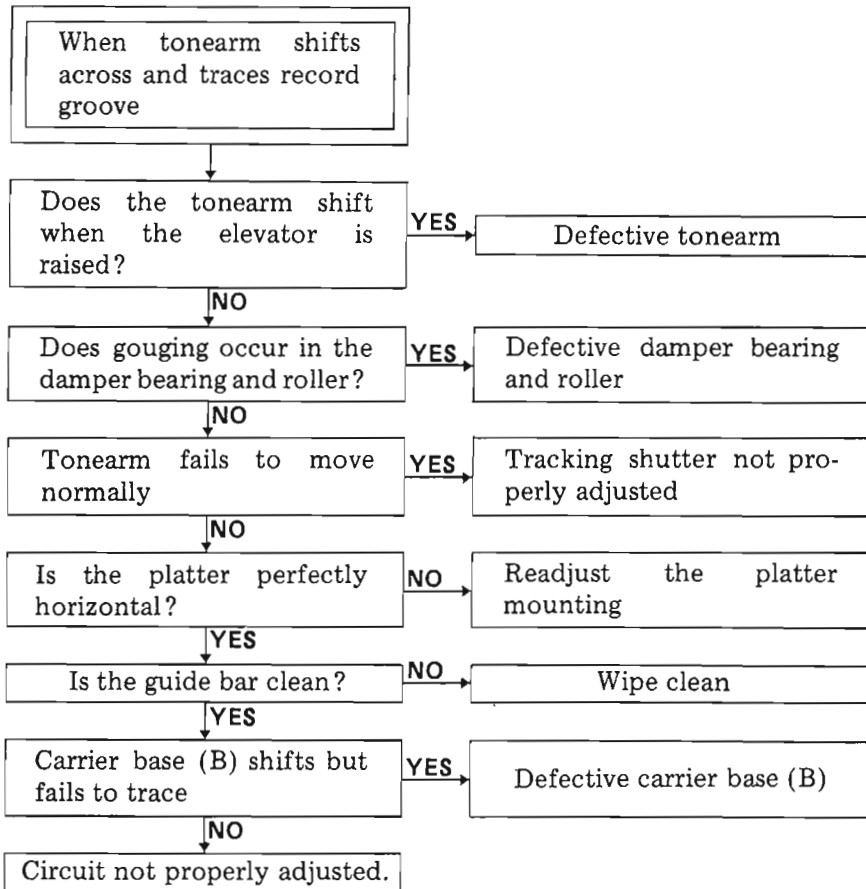 When tonearm shifts
across and traces record
groove
Does the tonearm shift
when the elevator is
raised?
YES
Defective tonearm
NO
Does gouging occur in the
damper bearing and roller?
YES
Defective damper bearing
and roller
NO
Tonearm fails to move
normally
YES
Tracking shutter not pro-
perly adjusted
NO
Is the platter perfectly
horizontal?
NO
Readjust the platter
mounting
YES
Is the guide bar clean?
NO
Wipe clean
YES
Carrier base (B) shifts but
fails to trace
YES
Defective carrier base (B)
NO
Circuit not properly adjusted.